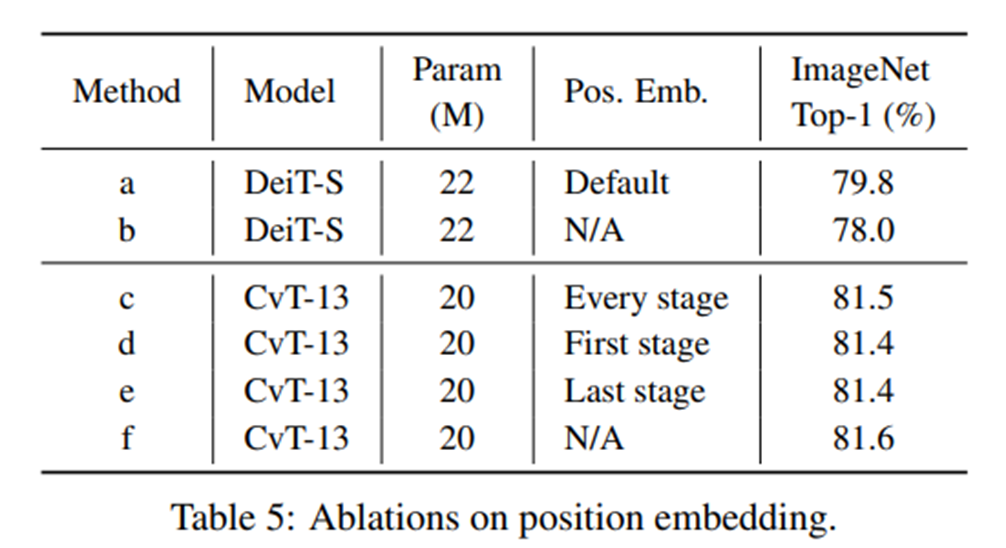 Method Model Param (M) Pos. Emb. ImageNet Top-1 (%)
a DeiT-S 22 Default 79.8
b DeiT-S 22 N/A 78.0
c CvT-13 20 Every stage 81.5
d CvT-13 20 First stage 81.4
e CvT-13 20 Last stage 81.4
f CvT-13 20 N/A 81.6
Table 5: Ablations on position embedding.